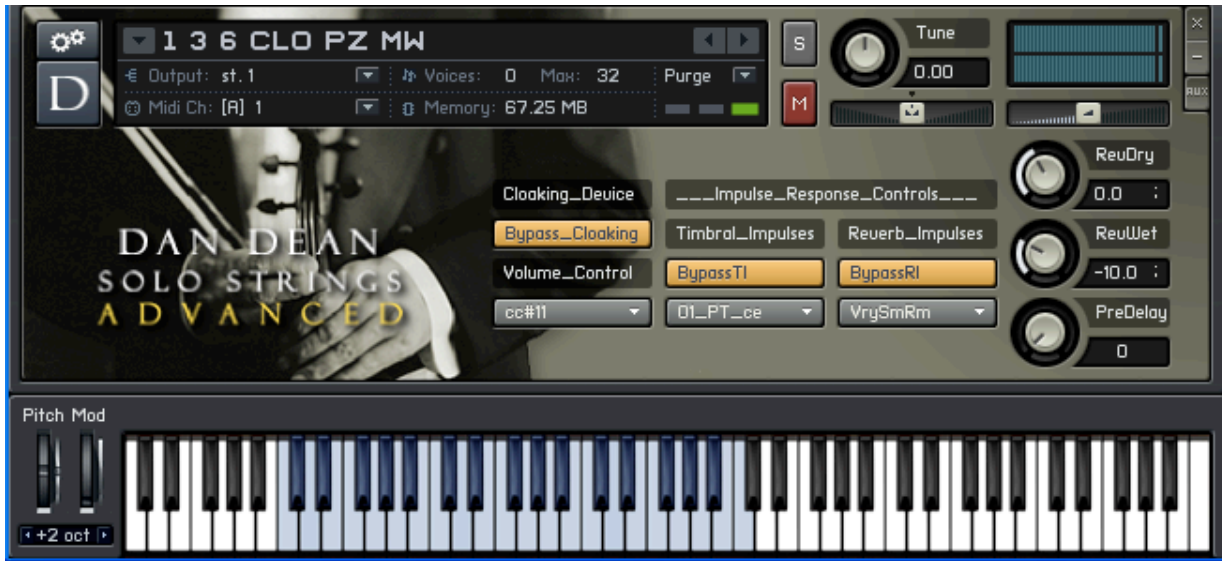 1 3 6 CLO PZ MW
Output: st.1 Voices: 0 Max: 32 Purge
Midi Ch: [A] 1 Memory: 67.25 MB
S
M
Tune
0.00
×
−
AUX
D
DAN DEAN
SOLO STRINGS
ADVANCED
Cloaking_Device ___Impulse_Response_Controls___
Bypass_Cloaking Timbral_Impulses Reverb_Impulses
Volume_Control BypassTI BypassRI
cc#11 01_PT_ce VrySmRm
RevDry
0.0
RevWet
-10.0
PreDelay
0
Pitch Mod
+2 oct